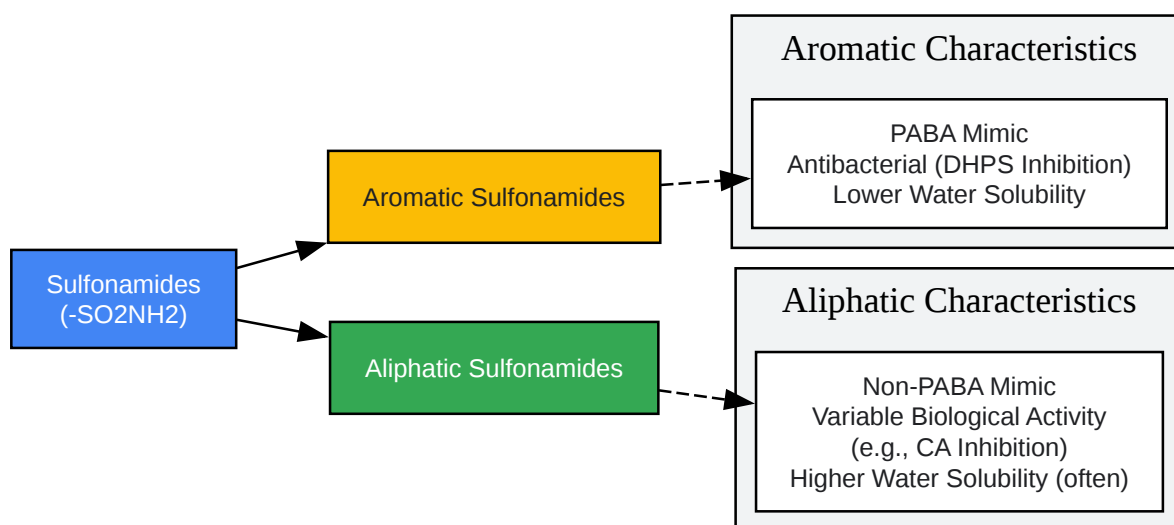 Sulfonamides
(-SO2NH2)
Aromatic Sulfonamides
Aliphatic Sulfonamides
Aromatic Characteristics
PABA Mimic
Antibacterial (DHPS Inhibition)
Lower Water Solubility
Aliphatic Characteristics
Non-PABA Mimic
Variable Biological Activity
(e.g., CA Inhibition)
Higher Water Solubility (often)